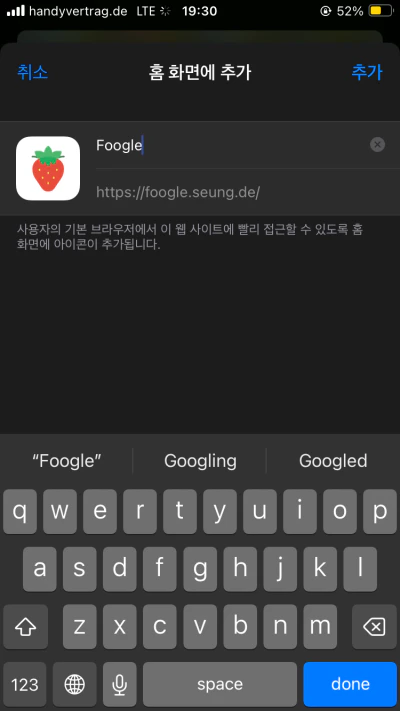 handyvertrag.de LTE 19:30 52%
취소 홈 화면에 추가 추가
Foogle
https://foogle.seung.de/
사용자의 기본 브라우저에서 이 웹 사이트에 빨리 접근할 수 있도록 홈
화면에 아이콘이 추가됩니다.
“Foogle” Googling Googled
q w e r t y u i o p
a s d f g h j k l
z x c v b n m
123 space done